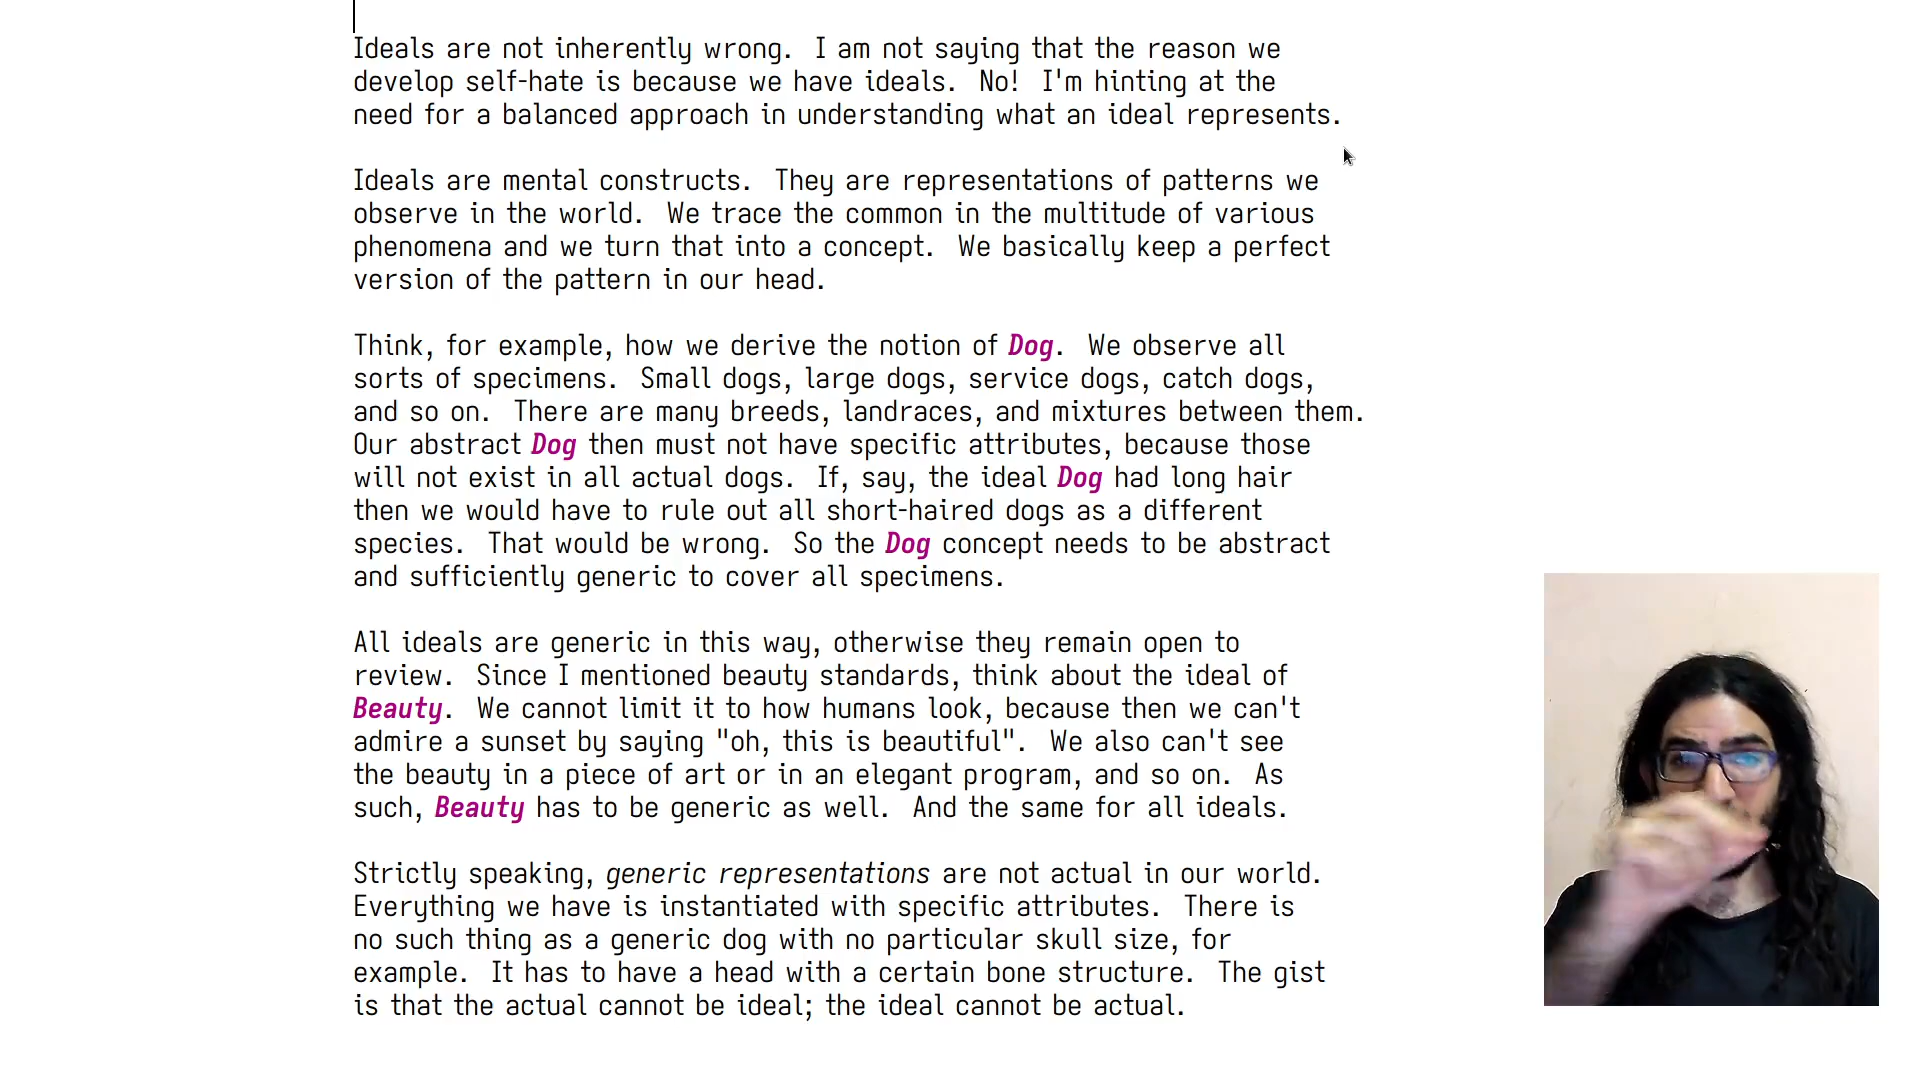 Ideals are not inherently wrong.  I am not saying that the reason we
develop self-hate is because we have ideals.  No!  I'm hinting at the
need for a balanced approach in understanding what an ideal represents.
Ideals are mental constructs.  They are representations of patterns we
observe in the world.  We trace the common in the multitude of various
phenomena and we turn that into a concept.  We basically keep a perfect
version of the pattern in our head.
Think, for example, how we derive the notion of Dog.  We observe all
sorts of specimens.  Small dogs, large dogs, service dogs, catch dogs,
and so on.  There are many breeds, landraces, and mixtures between them.
Our abstract Dog then must not have specific attributes, because those
will not exist in all actual dogs.  If, say, the ideal Dog had long hair
then we would have to rule out all short-haired dogs as a different
species.  That would be wrong.  So the Dog concept needs to be abstract
and sufficiently generic to cover all specimens.
All ideals are generic in this way, otherwise they remain open to
review.  Since I mentioned beauty standards, think about the ideal of
Beauty.  We cannot limit it to how humans look, because then we can't
admire a sunset by saying "oh, this is beautiful".  We also can't see
the beauty in a piece of art or in an elegant program, and so on.  As
such, Beauty has to be generic as well.  And the same for all ideals.
Strictly speaking, generic representations are not actual in our world.
Everything we have is instantiated with specific attributes.  There is
no such thing as a generic dog with no particular skull size, for
example.  It has to have a head with a certain bone structure.  The gist
is that the actual cannot be ideal; the ideal cannot be actual.